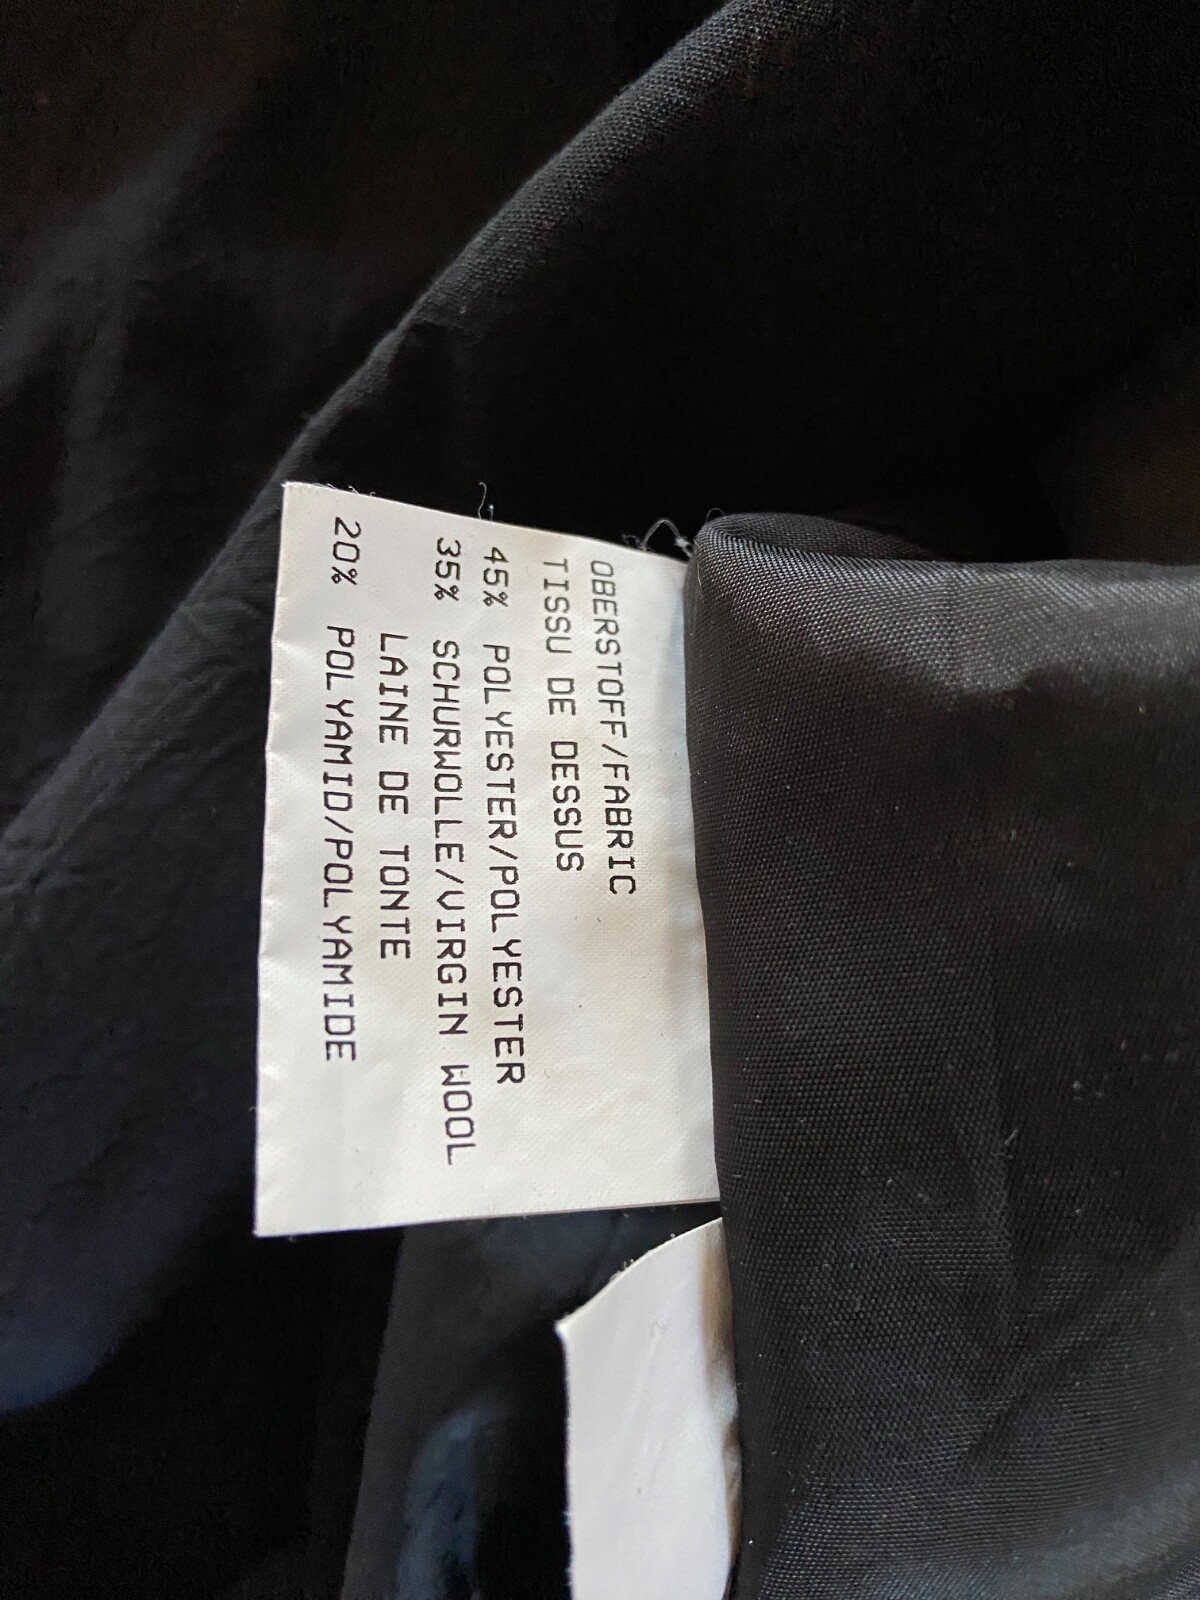 OBERSTOFF/FABRIC
TISSU DE DESSUS
45% POLYESTER/POLYESTER
35% SCHURWOLLE/VIRGIN WOOL
LAINE DE TONTE
20% POLYAMID/POLYAMIDE